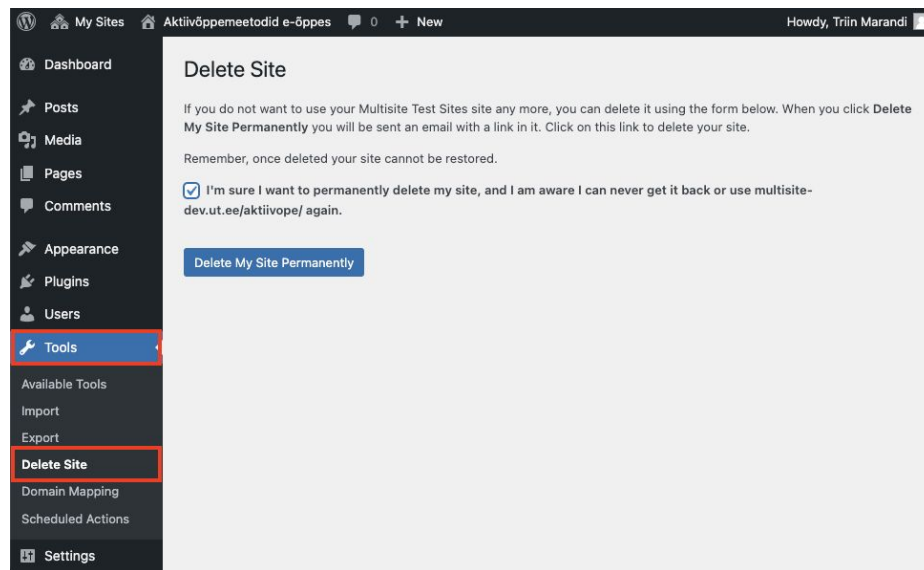 My Sites Aktiivõppemeetodid e-õppes 0 + New Howdy, Triin Marandi
Dashboard
Posts
Media
Pages
Comments
Appearance
Plugins
Users
Tools
Available Tools
Import
Export
Delete Site
Domain Mapping
Scheduled Actions
Settings
Delete Site
If you do not want to use your Multisite Test Sites site any more, you can delete it using the form below. When you click Delete
My Site Permanently you will be sent an email with a link in it. Click on this link to delete your site.
Remember, once deleted your site cannot be restored.
I'm sure I want to permanently delete my site, and I am aware I can never get it back or use multisite-
dev.ut.ee/aktiivope/ again.
Delete My Site Permanently